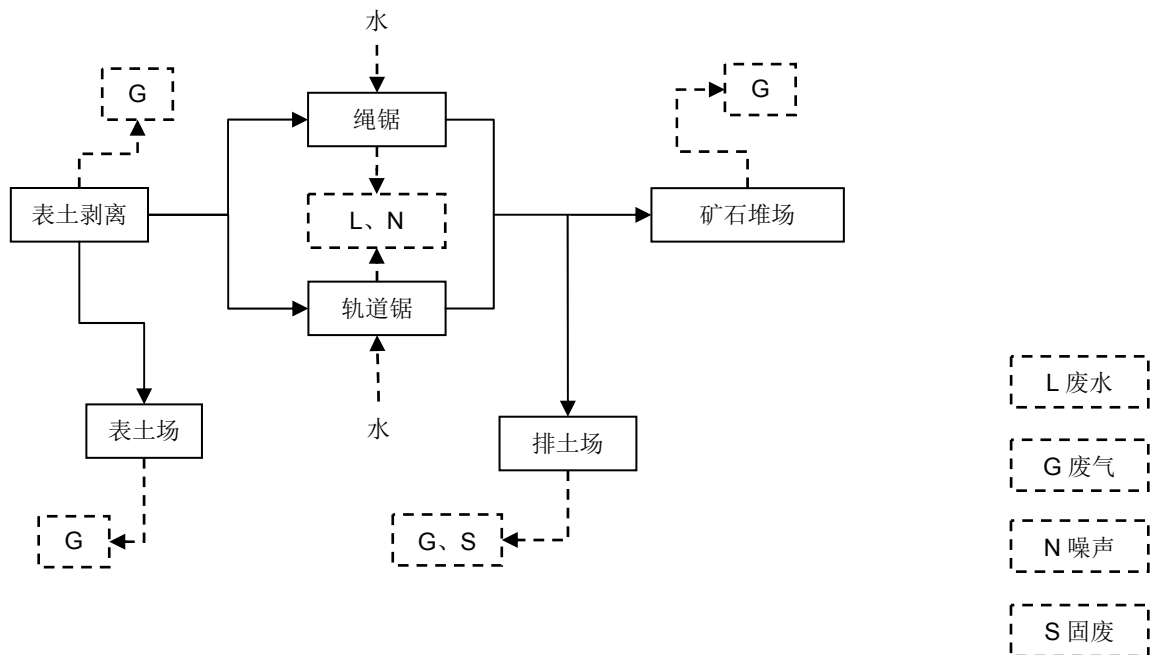 水
G
G
绳锯
表土剥离
L、N
矿石堆场
轨道锯
水
表土场
排土场
G
G、S
L 废水
G 废气
N 噪声
S 固废